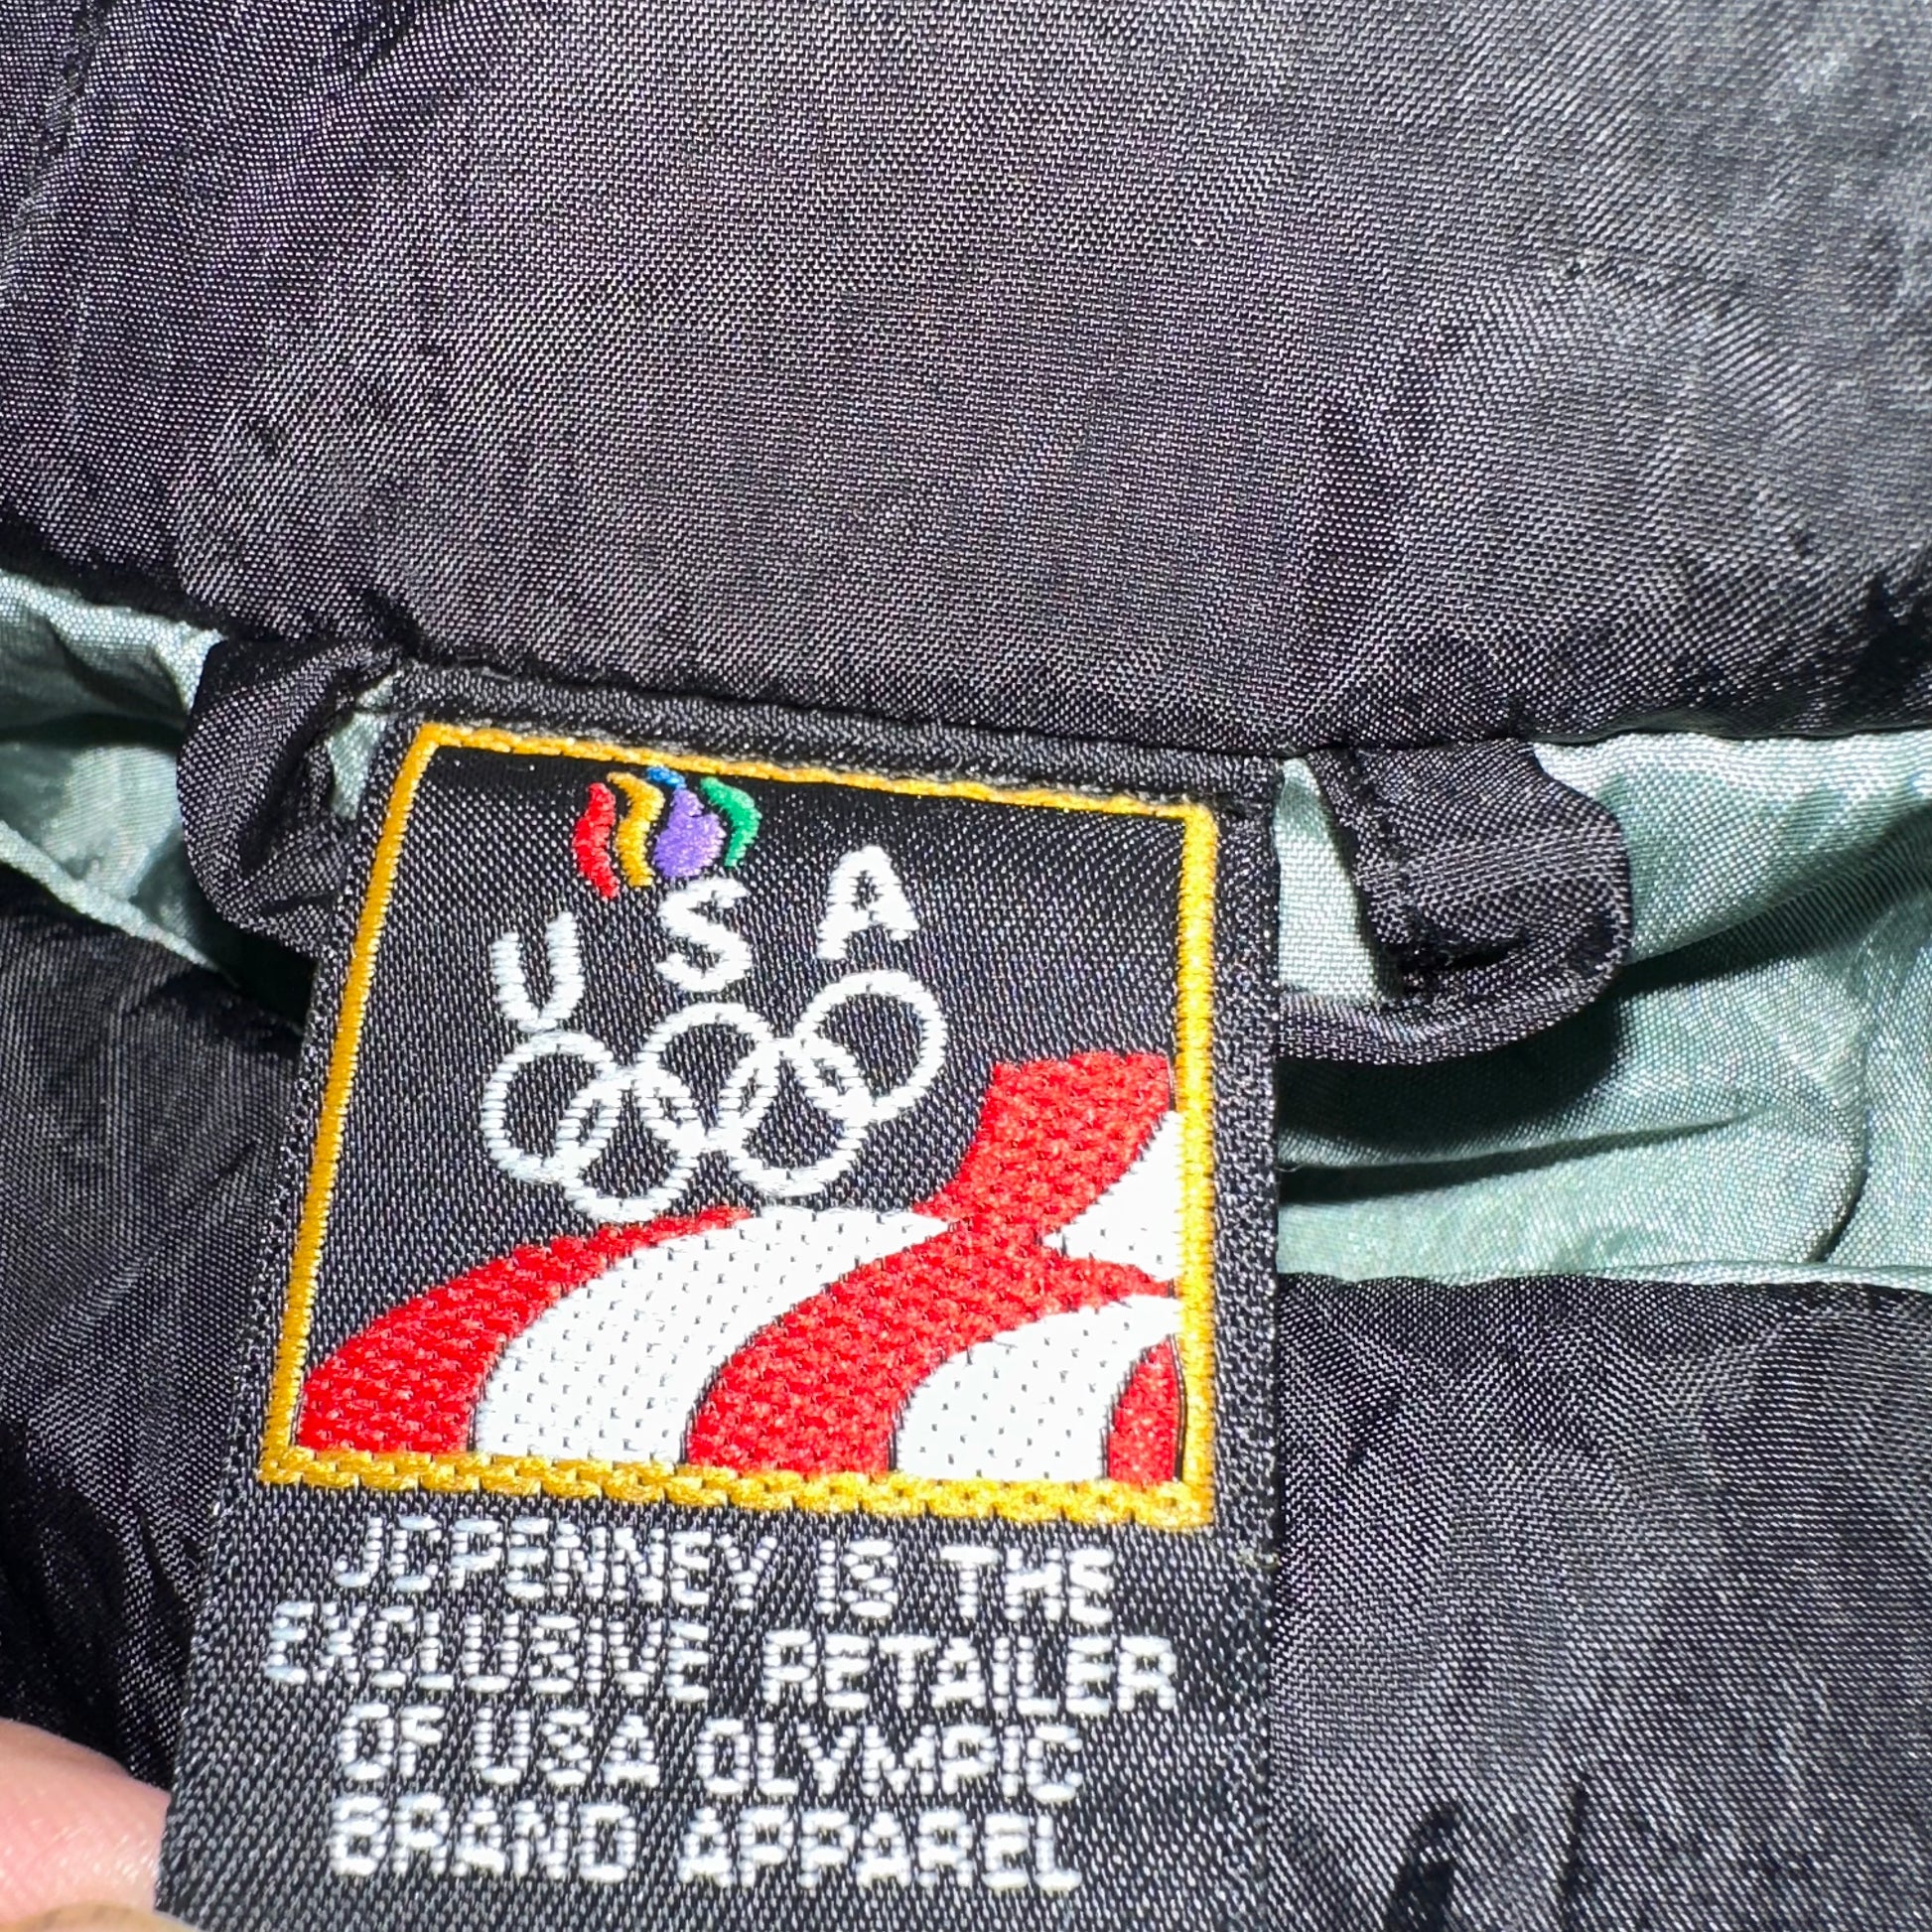 USA
JCPENNEY IS THE
EXCLUSIVE RETAILER
OF USA OLYMPIC
BRAND APPAREL